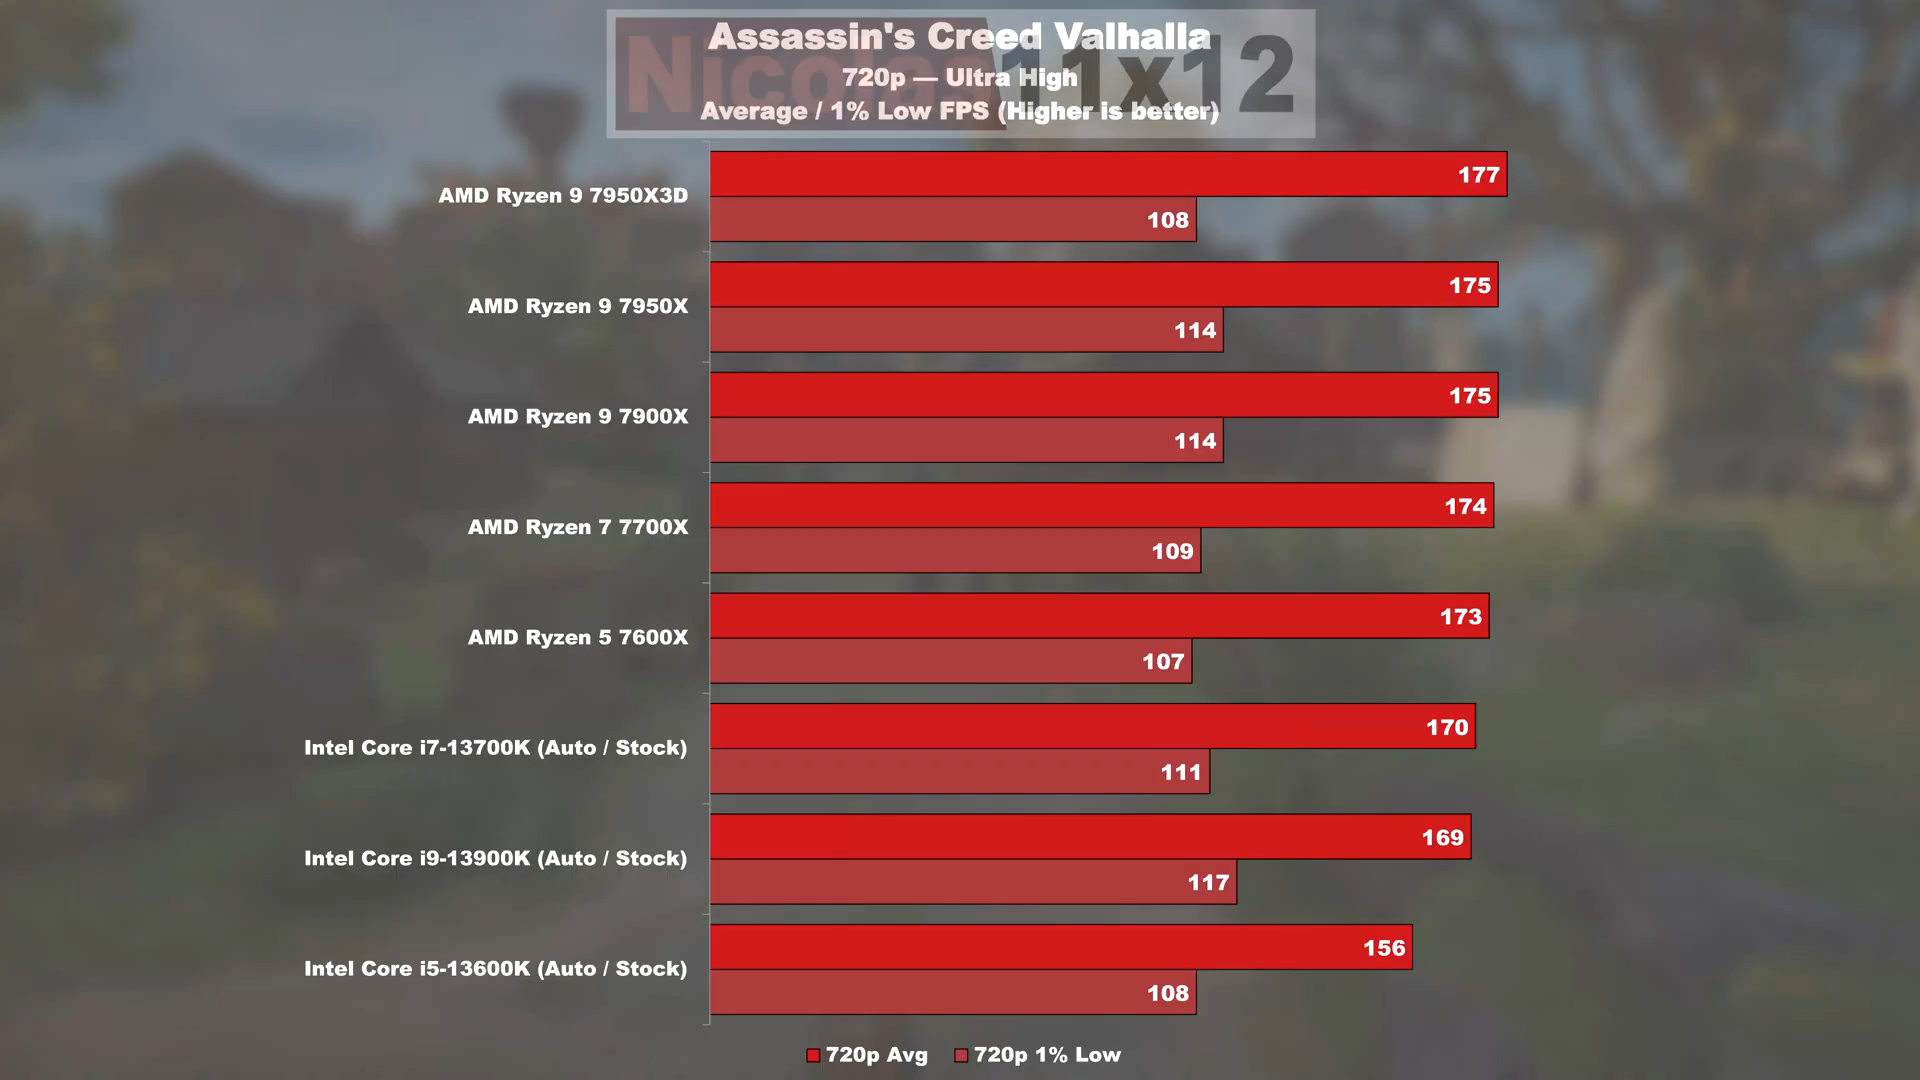 Nicolas11x12
Assassin's Creed Valhalla
720p — Ultra High
Average / 1% Low FPS (Higher is better)
AMD Ryzen 9 7950X3D
177
108
AMD Ryzen 9 7950X
175
114
AMD Ryzen 9 7900X
175
114
AMD Ryzen 7 7700X
174
109
AMD Ryzen 5 7600X
173
107
Intel Core i7-13700K (Auto / Stock)
170
111
Intel Core i9-13900K (Auto / Stock)
169
117
Intel Core i5-13600K (Auto / Stock)
156
108
720p Avg
720p 1% Low